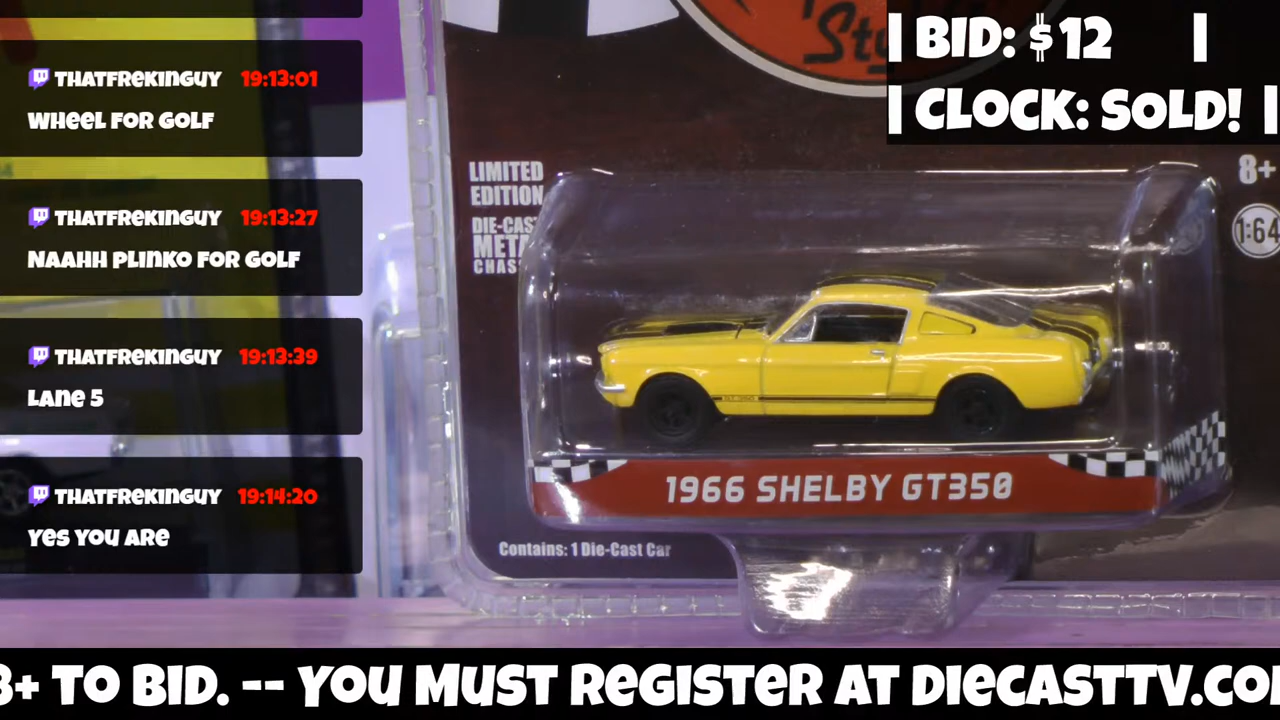 THATFREKINGUY 19:13:01
WHEEL FOR GOLF
THATFREKINGUY 19:13:27
NAAHH PLINKO FOR GOLF
THATFREKINGUY 19:13:39
LANE 5
THATFREKINGUY 19:14:20
YES YOU ARE
| BID: $12 |
| CLOCK: SOLD! |
LIMITED
EDITION
DIE-CAST
METAL
CHASS
8+
1:64
GT350
1966 SHELBY GT350
Contains: 1 Die-Cast Car
8+ TO BID. -- YOU MUST REGISTER AT DIECASTTV.CO